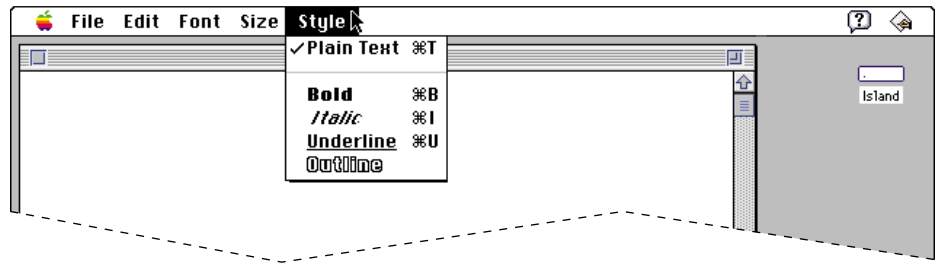 File Edit Font Size Style
✓Plain Text ⌘T
Bold ⌘B
Italic ⌘I
Underline ⌘U
Outline
Island